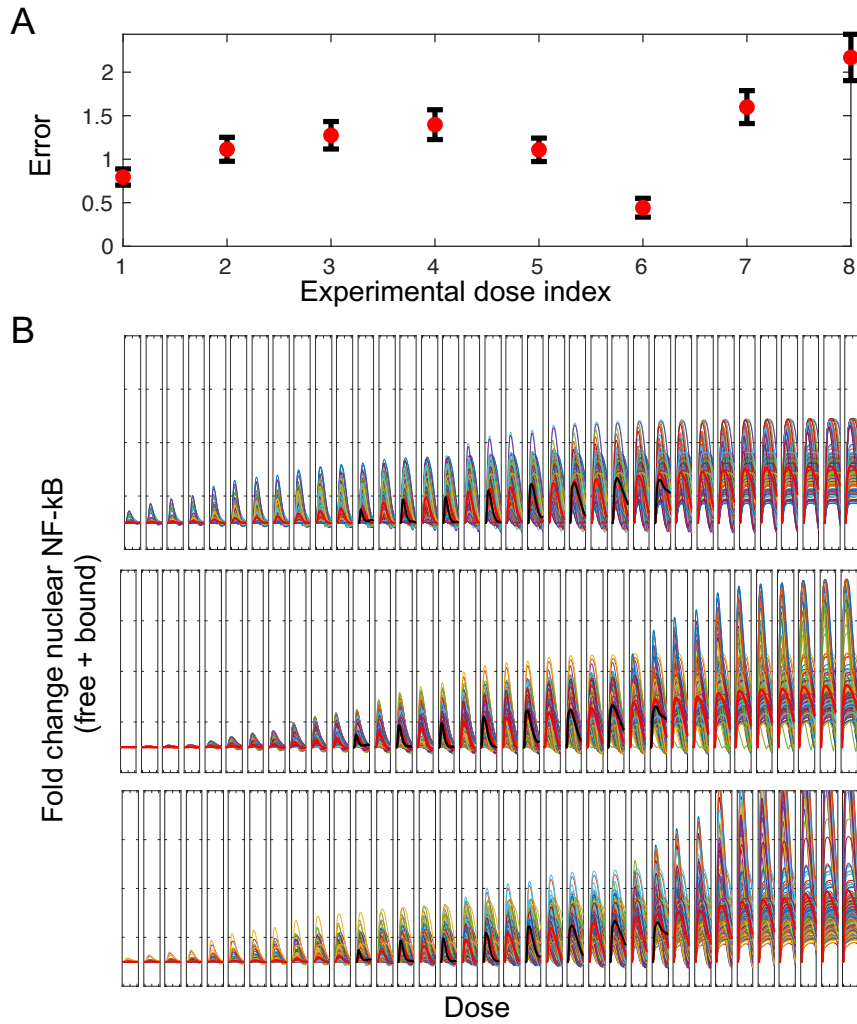 A
Error
2
1.5
1
0.5
0
1 2 3 4 5 6 7 8
Experimental dose index
B
Fold change nuclear NF-kB
(free + bound)
Dose